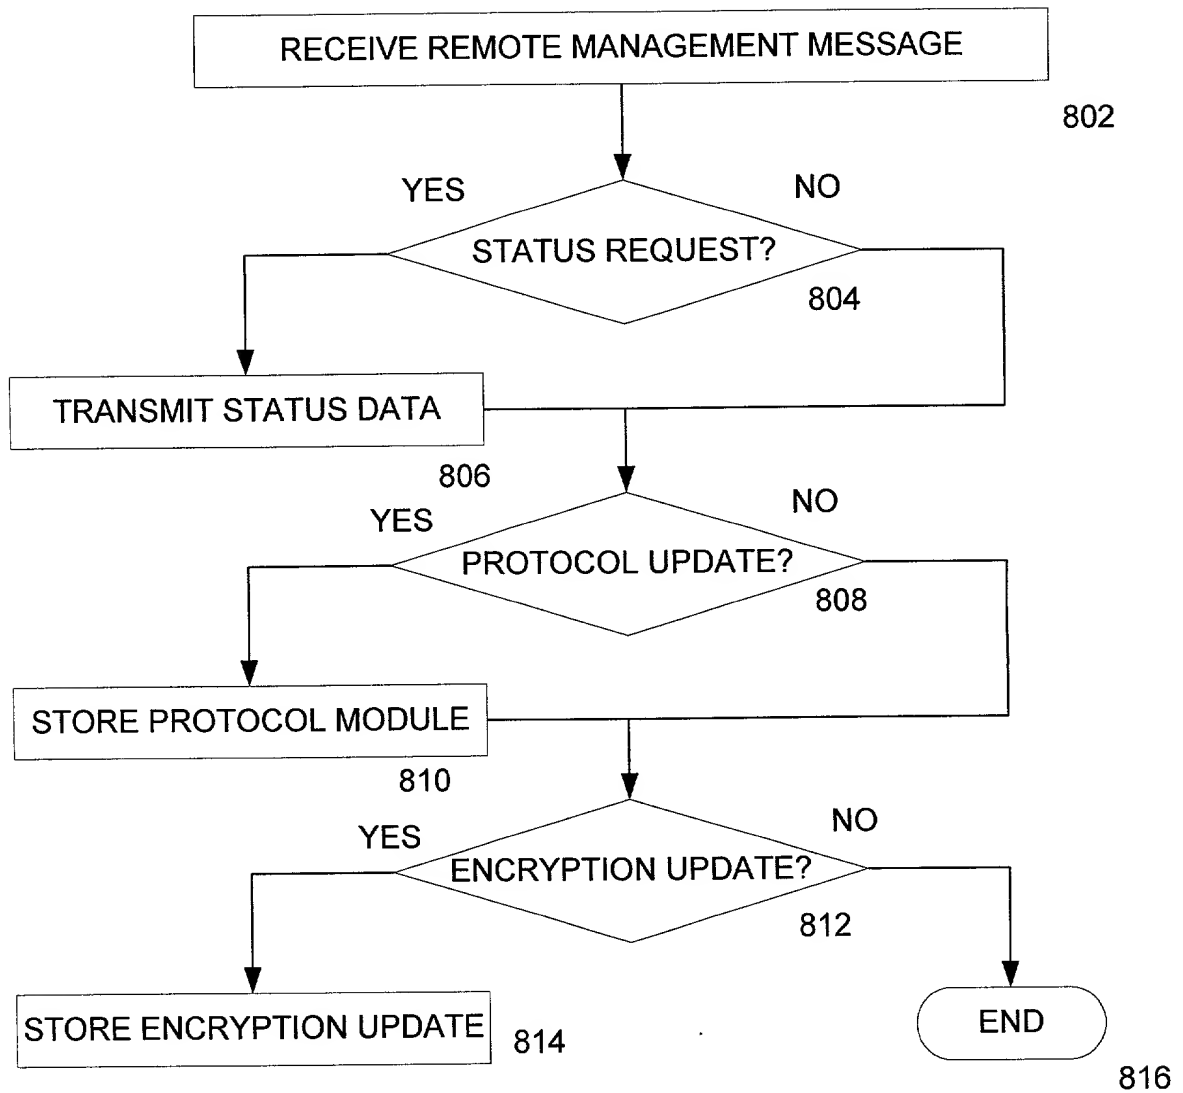 RECEIVE REMOTE MANAGEMENT MESSAGE
802
YES
NO
STATUS REQUEST?
804
TRANSMIT STATUS DATA
806
YES
NO
PROTOCOL UPDATE?
808
STORE PROTOCOL MODULE
810
YES
NO
ENCRYPTION UPDATE?
812
STORE ENCRYPTION UPDATE
814
END
816